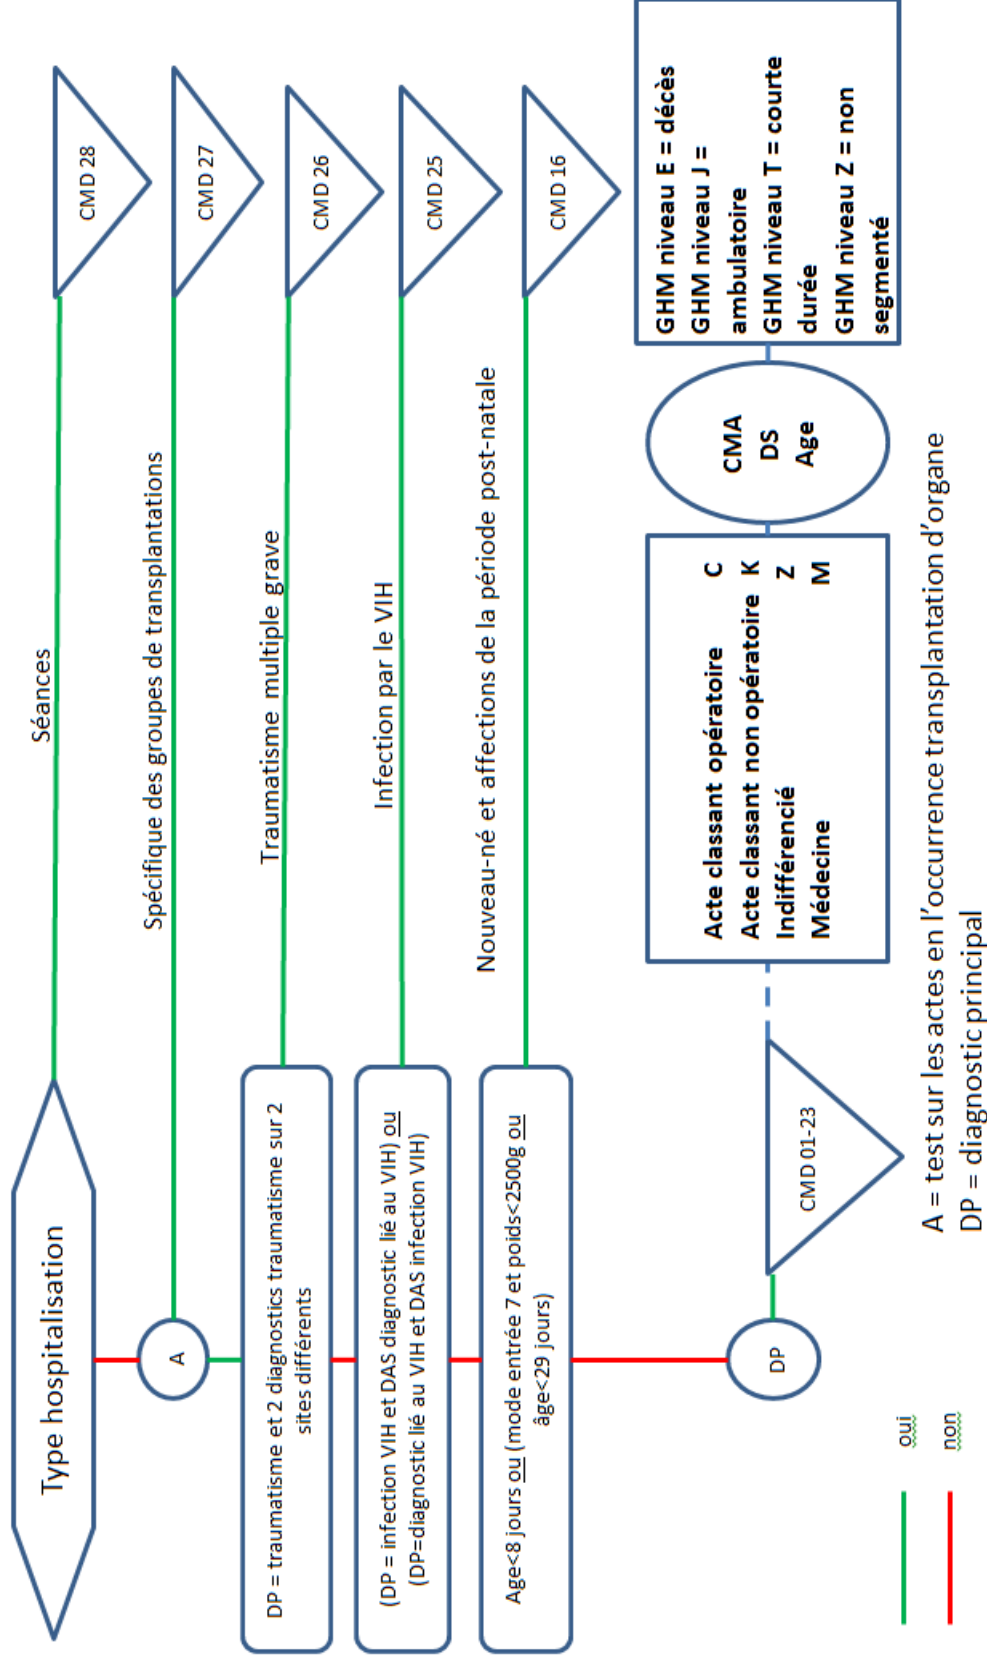 Type hospitalisation
Séances
CMD 28
A
Spécifique des groupes de transplantations
CMD 27
DP = traumatisme et 2 diagnostics traumatisme sur 2
sites différents
Traumatisme multiple grave
CMD 26
(DP = infection VIH et DAS diagnostic lié au VIH) ou
(DP=diagnostic lié au VIH et DAS infection VIH)
Infection par le VIH
CMD 25
Age<8 jours ou (mode entrée 7 et poids<2500g ou
âge<29 jours)
Nouveau-né et affections de la période post-natale
CMD 16
DP
CMD 01-23
Acte classant opératoire C
Acte classant non opératoire K
Indifférencié Z
Médecine M
CMA
DS
Age
GHM niveau E = décès
GHM niveau J =
ambulatoire
GHM niveau T = courte
durée
GHM niveau Z = non
segmenté
oui
non
A = test sur les actes en l'occurrence transplantation d'organe
DP = diagnostic principal